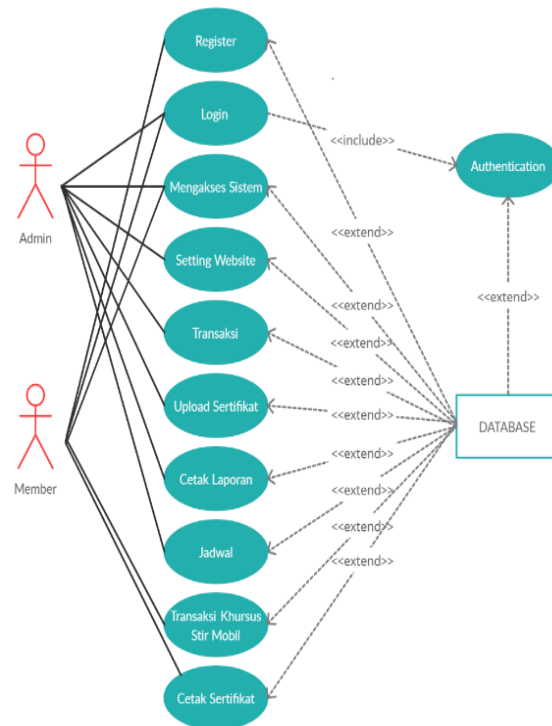 Register
Login
<<include>>
Authentication
Admin
Mengakses Sistem
<<extend>>
Setting Website
<<extend>>
<<extend>>
Transaksi
<<extend>>
<<extend>>
Upload Sertifikat
<<extend>>
DATABASE
Member
Cetak Laporan
<<extend>>
<<extend>>
Jadwal
<<extend>>
<<extend>>
Transaksi Khursus
Stir Mobil
Cetak Sertifikat